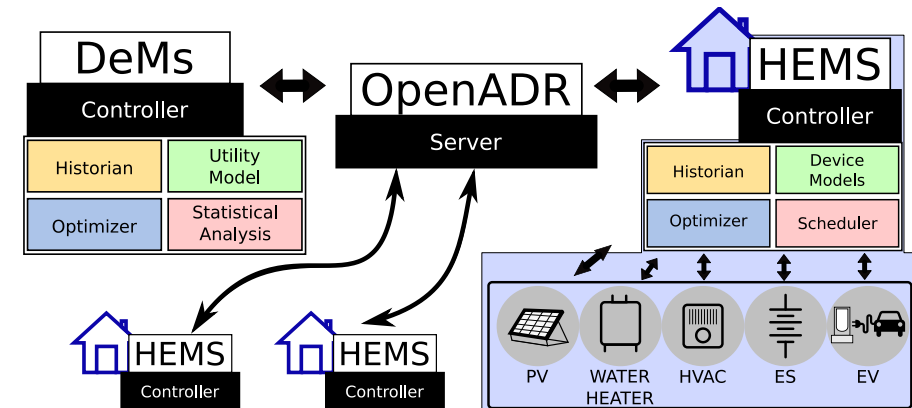 DeMs
Controller
Historian
Utility
Model
Optimizer
Statistical
Analysis
OpenADR
Server
HEMS
Controller
Historian
Device
Models
Optimizer
Scheduler
HEMS
Controller
HEMS
Controller
PV
WATER
HEATER
HVAC
ES
EV